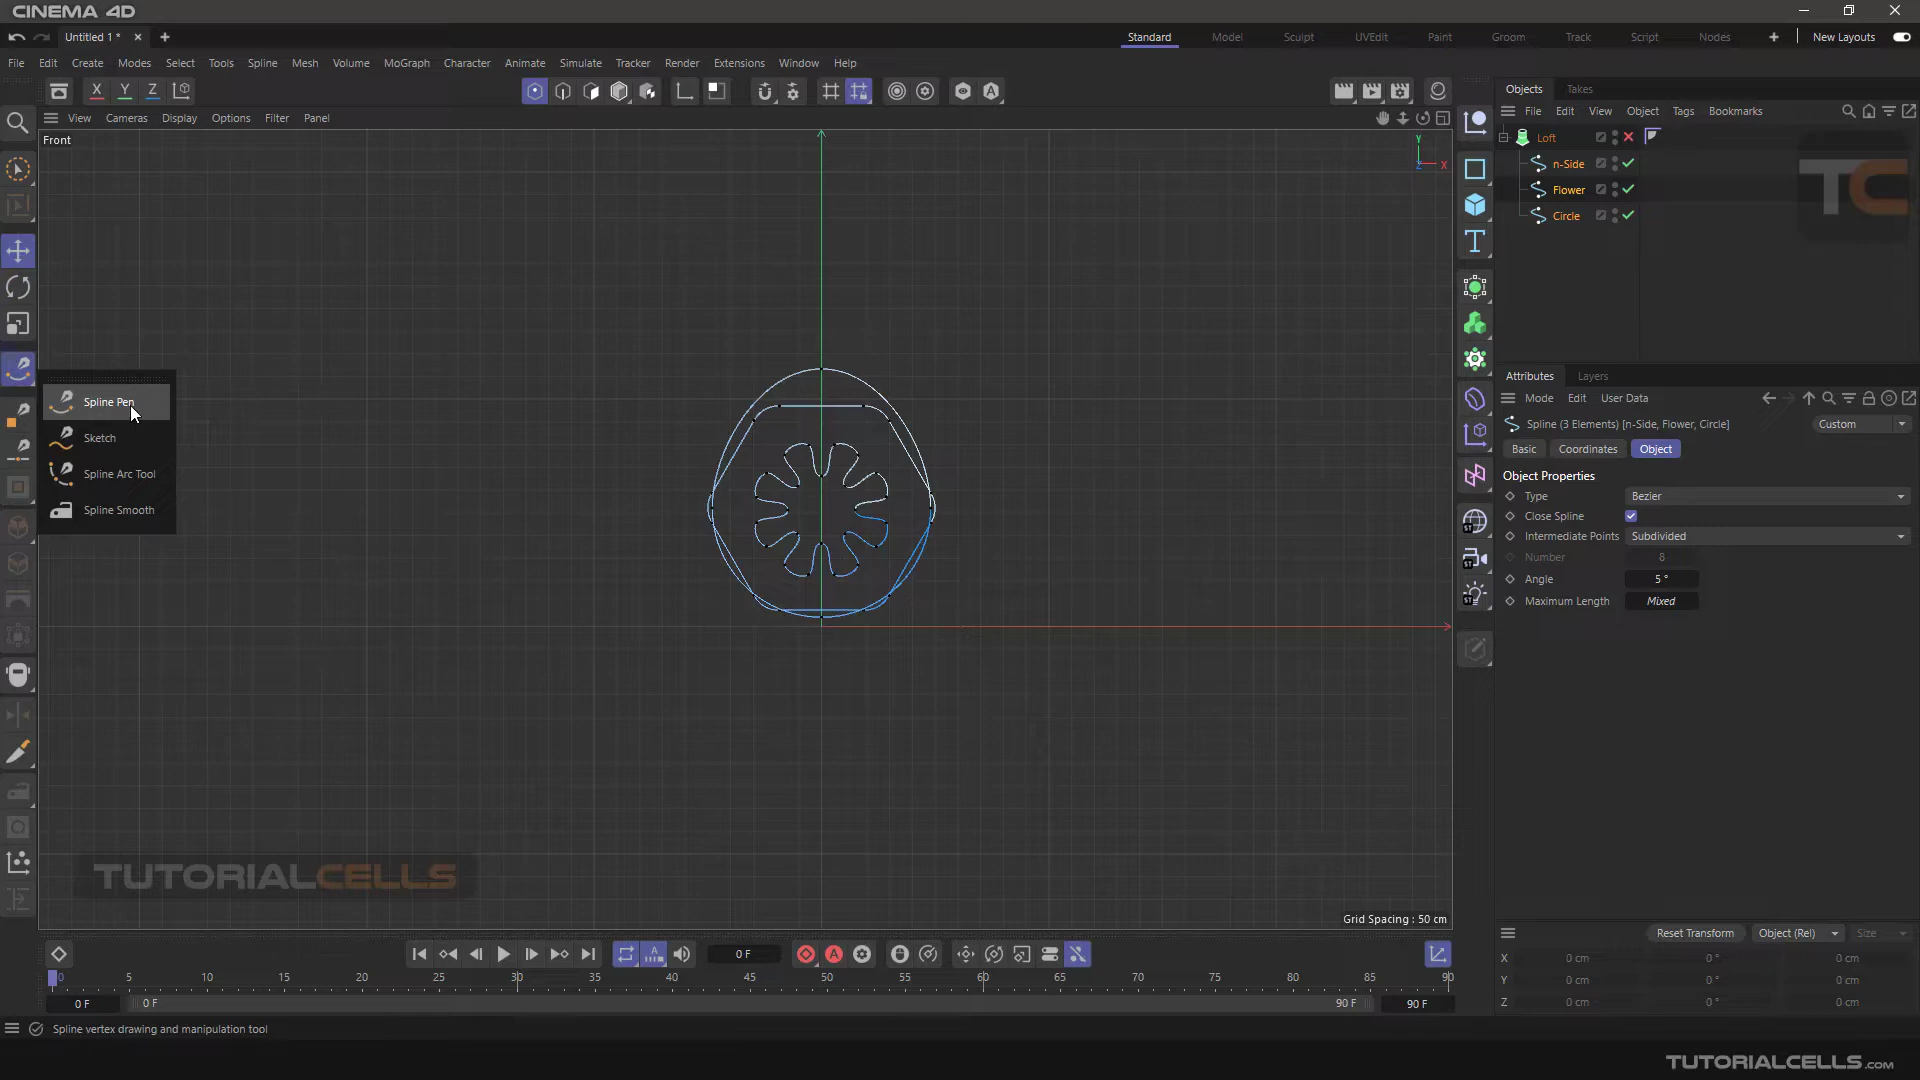 CINEMA 4D
Untitled 1 *
Standard Model Sculpt UVEdit Paint Groom Track Script Nodes New Layouts
File Edit Create Modes Select Tools Spline Mesh Volume MoGraph Character Animate Simulate Tracker Render Extensions Window Help
X Y Z
View Cameras Display Options Filter Panel
Front
Y
X
Z
Spline Pen
Sketch
Spline Arc Tool
Spline Smooth
Grid Spacing : 50 cm
Objects Takes
File Edit View Object Tags Bookmarks
Loft
n-Side
Flower
Circle
TC
Attributes Layers
Mode Edit User Data
Spline (3 Elements) [n-Side, Flower, Circle]
Custom
Basic Coordinates Object
Object Properties
Type Bezier
Close Spline
Intermediate Points Subdivided
Number 8
Angle 5 °
Maximum Length Mixed
TUTORIALCELLS
0 F
0 5 10 15 20 25 30 35 40 45 50 55 60 65 70 75 80 85 90
0 F 0 F 90 F 90 F
Reset Transform Object (Rel) Size
X 0 cm 0 ° 0 cm
Y 0 cm 0 ° 0 cm
Z 0 cm 0 ° 0 cm
Spline vertex drawing and manipulation tool
TUTORIALCELLS.com